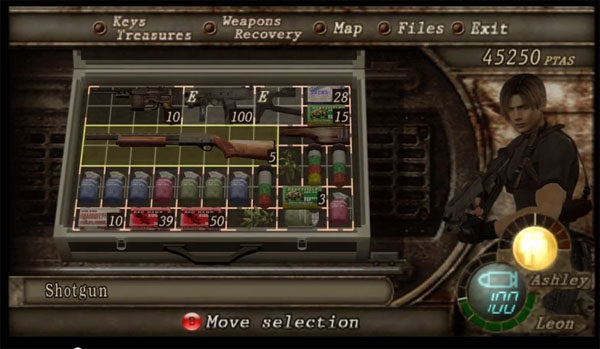 Keys Treasures Weapons Recovery Map Files Exit
45250 PTAS
E E 28
10 100 15
5
3
10 39 50
Shotgun
100
Ashley
Leon
B Move selection